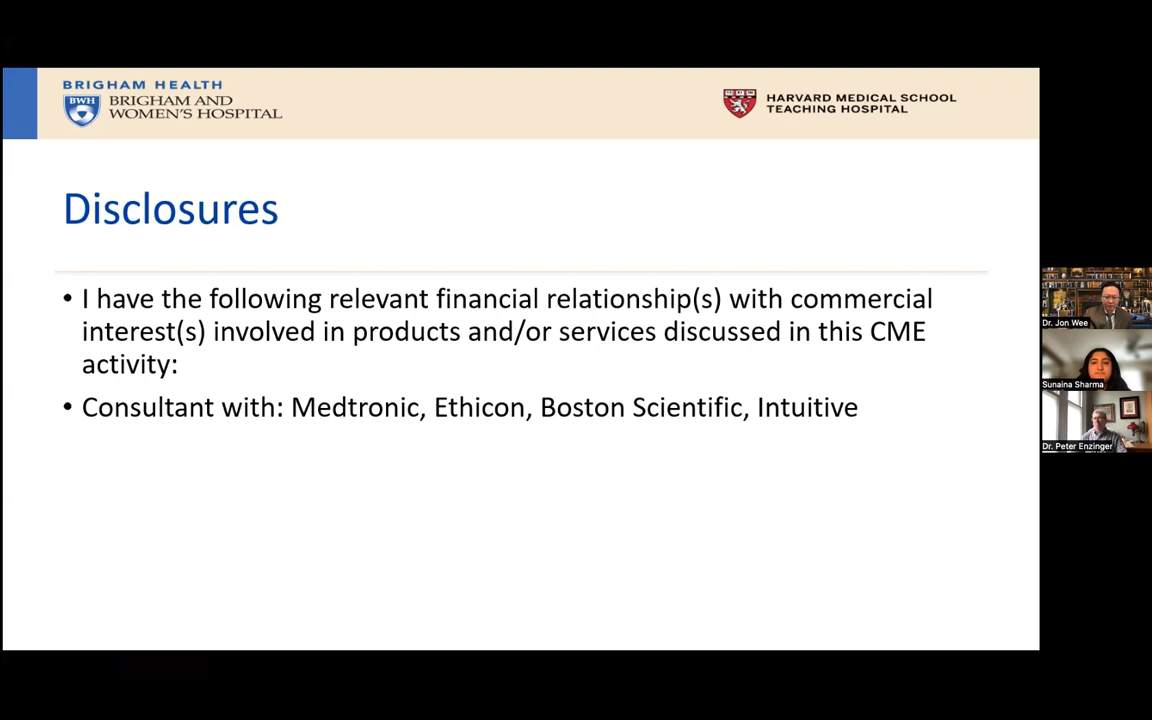 BRIGHAM HEALTH
BWH
BRIGHAM AND
WOMEN'S HOSPITAL
HARVARD MEDICAL SCHOOL
TEACHING HOSPITAL
Disclosures
• I have the following relevant financial relationship(s) with commercial
interest(s) involved in products and/or services discussed in this CME
activity:
• Consultant with: Medtronic, Ethicon, Boston Scientific, Intuitive
Dr. Jon Wee
Sunaina Sharma
Dr. Peter Enzinger